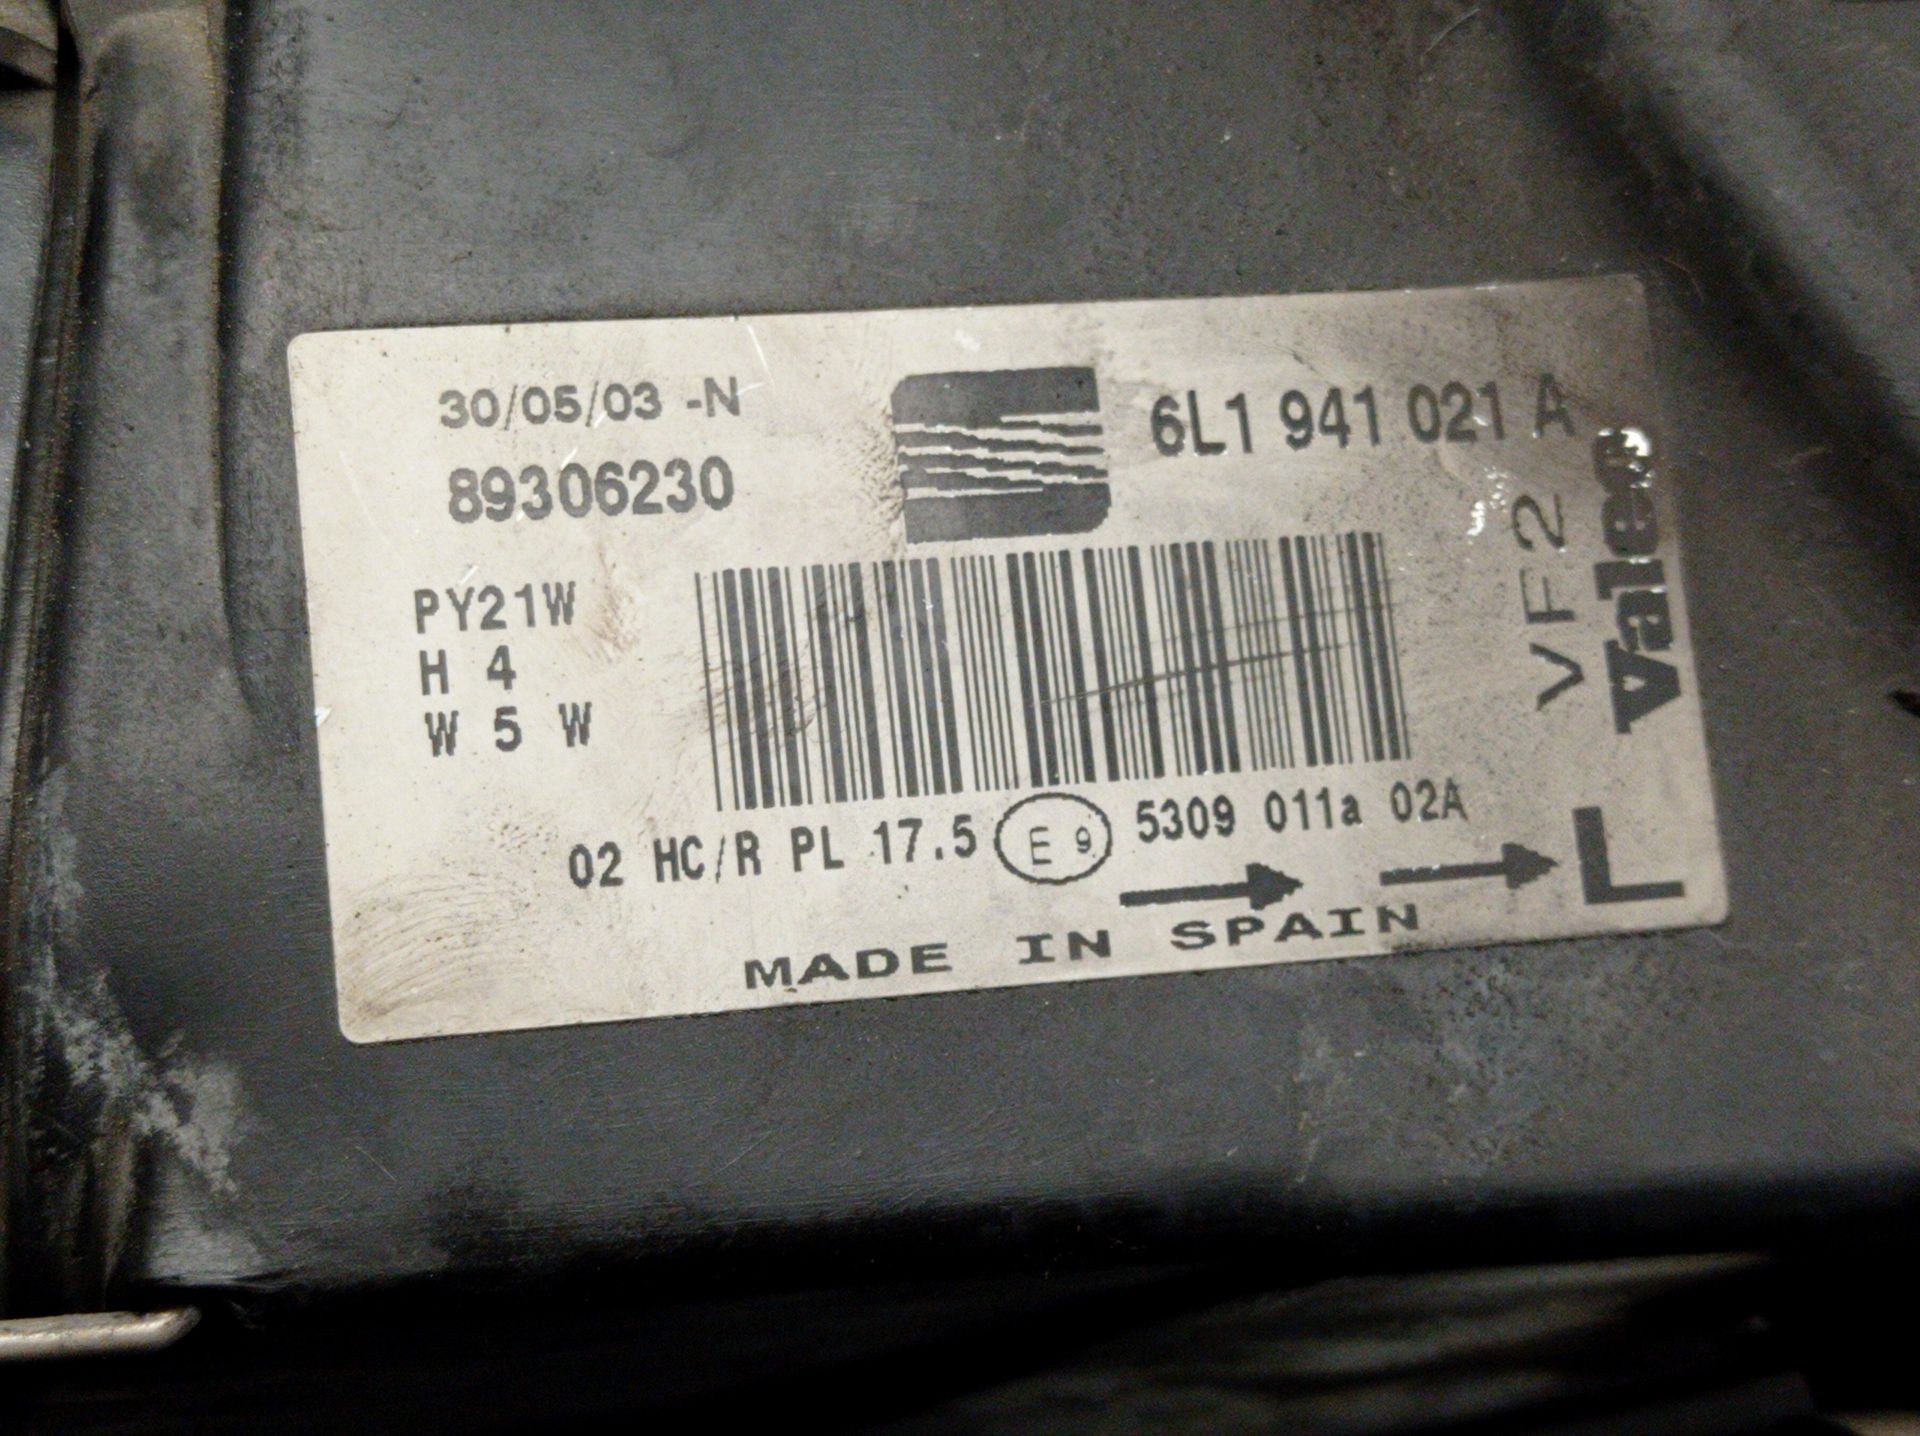 30/05/03 -N
6L1 941 021 A
89306230
PY21W
H 4
W 5 W
VF2
Valeo
02 HC/R PL 17.5 E 9 5309 011a 02A
L
MADE IN SPAIN